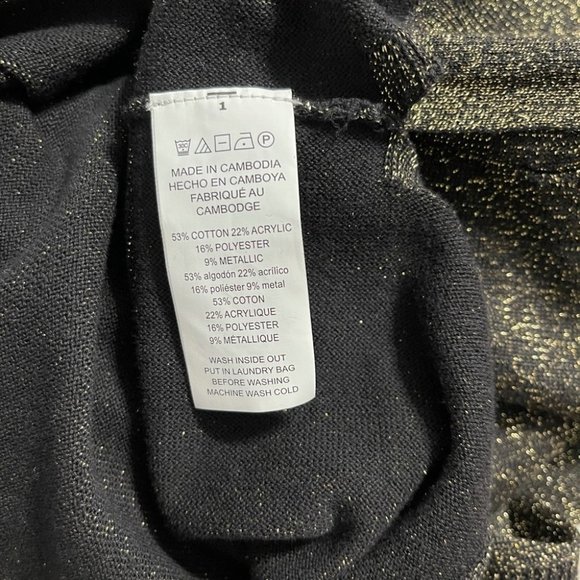 1
P
MADE IN CAMBODIA
HECHO EN CAMBOYA
FABRIQUÉ AU
CAMBODGE
53% COTTON 22% ACRYLIC
16% POLYESTER
9% METALLIC
53% algodón 22% acrílico
16% poliéster 9% metal
53% COTON
22% ACRYLIQUE
16% POLYESTER
9% MÉTALLIQUE
WASH INSIDE OUT
PUT IN LAUNDRY BAG
BEFORE WASHING
MACHINE WASH COLD